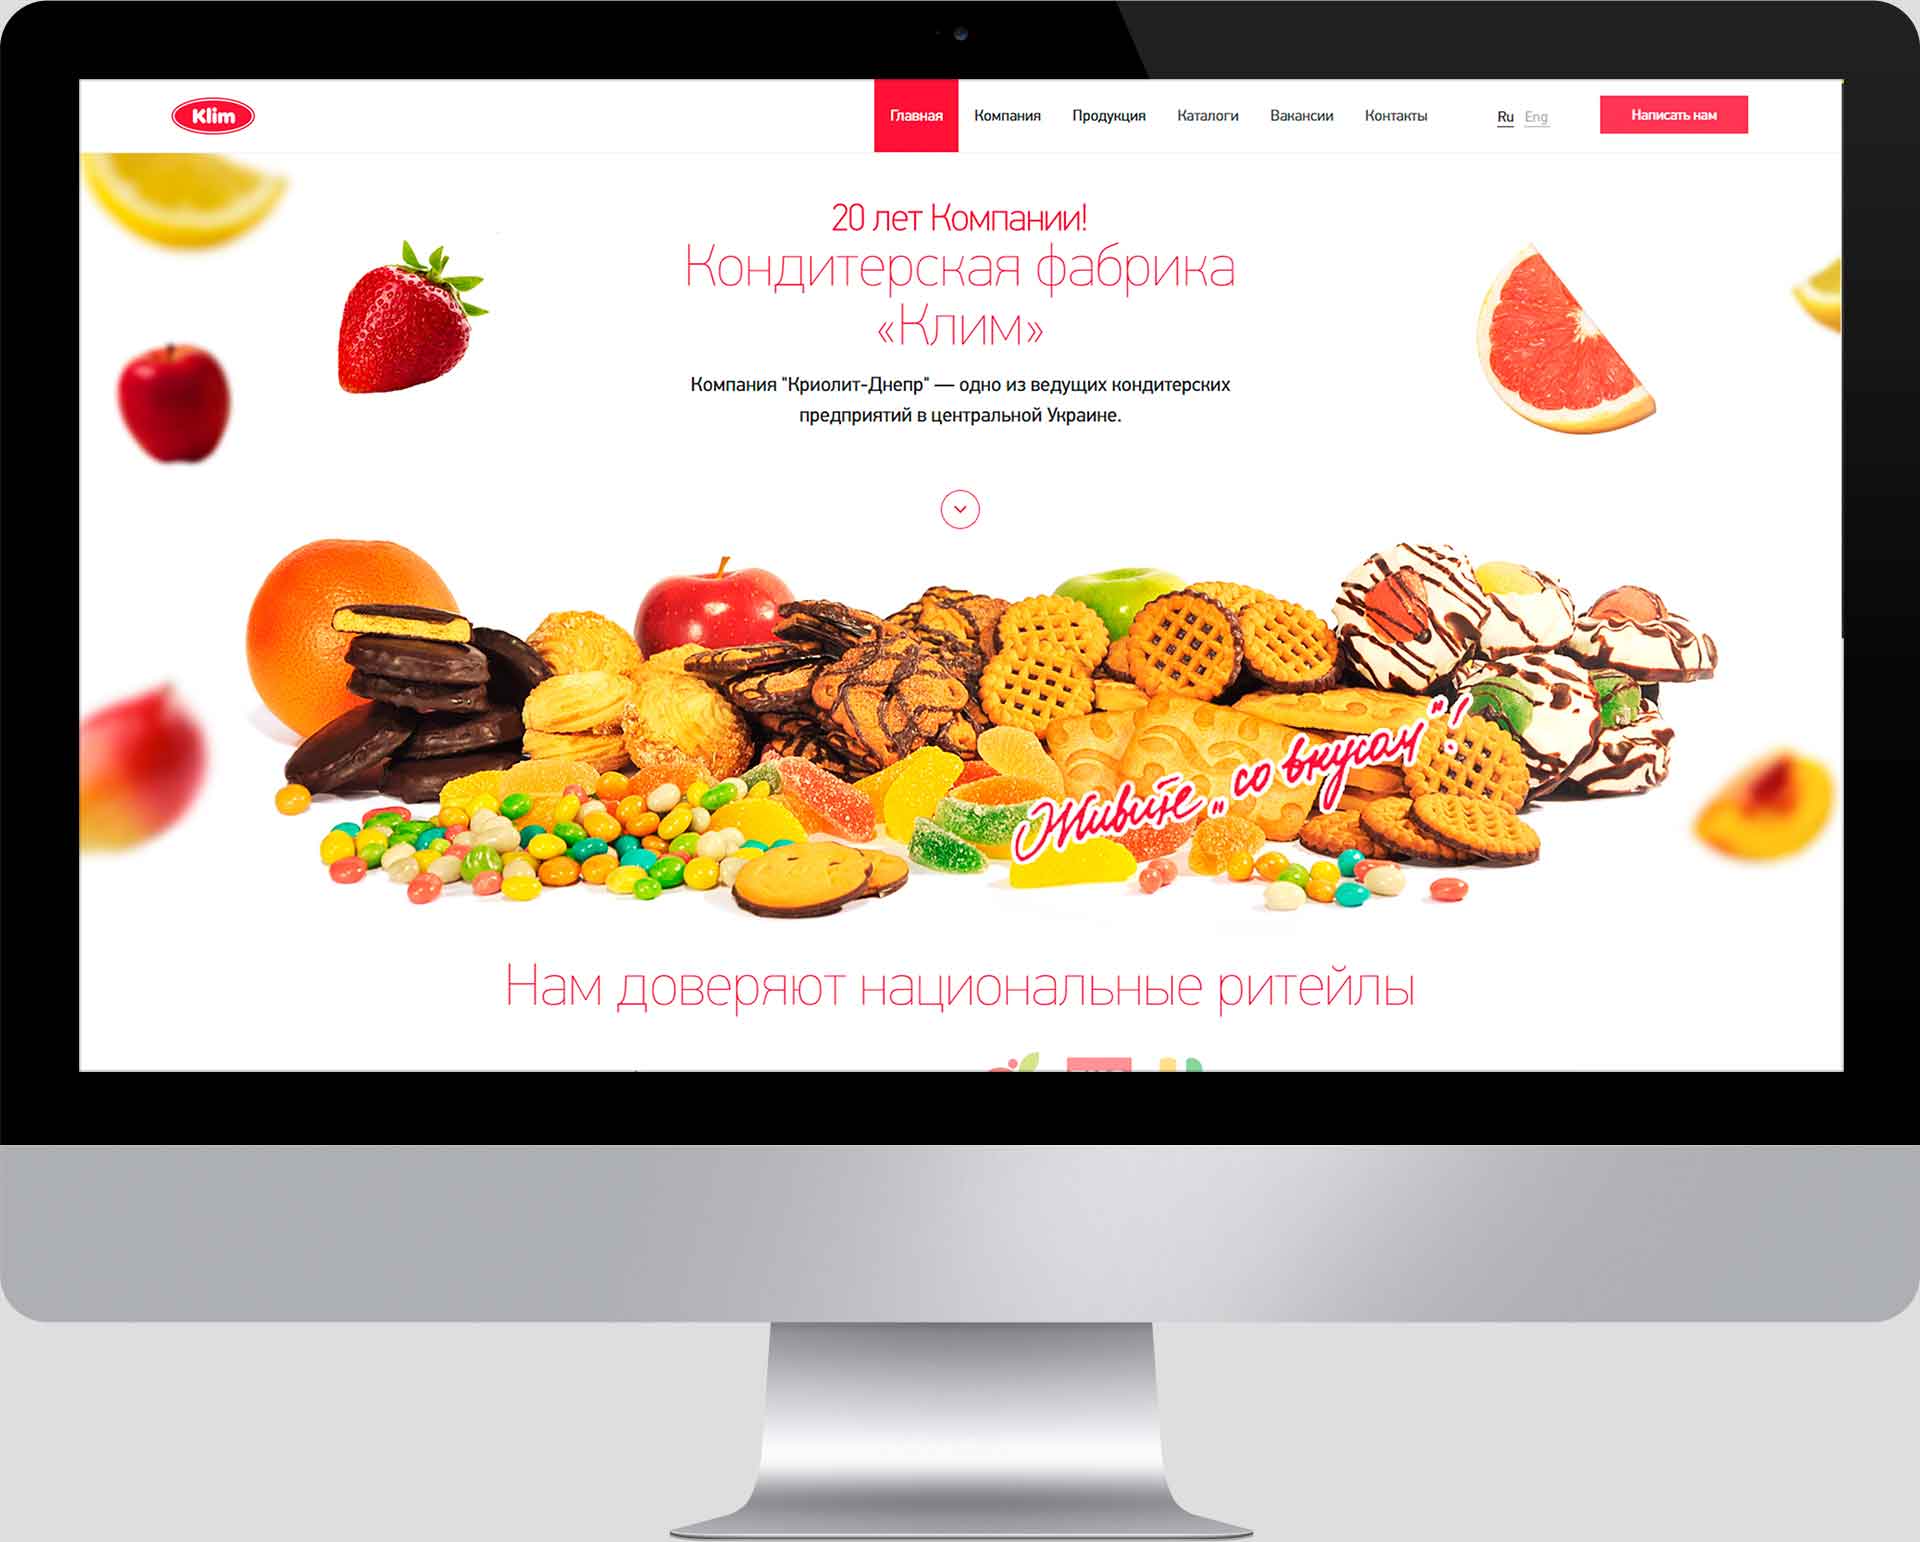 Klim
Главная Компания Продукция Каталоги Вакансии Контакты Ru Eng Написать нам
20 лет Компании!
Кондитерская фабрика
«Клим»
Компания "Криолит-Днепр" — одно из ведущих кондитерских
предприятий в центральной Украине.
Живите „со вкусом"!
Нам доверяют национальные ритейлы